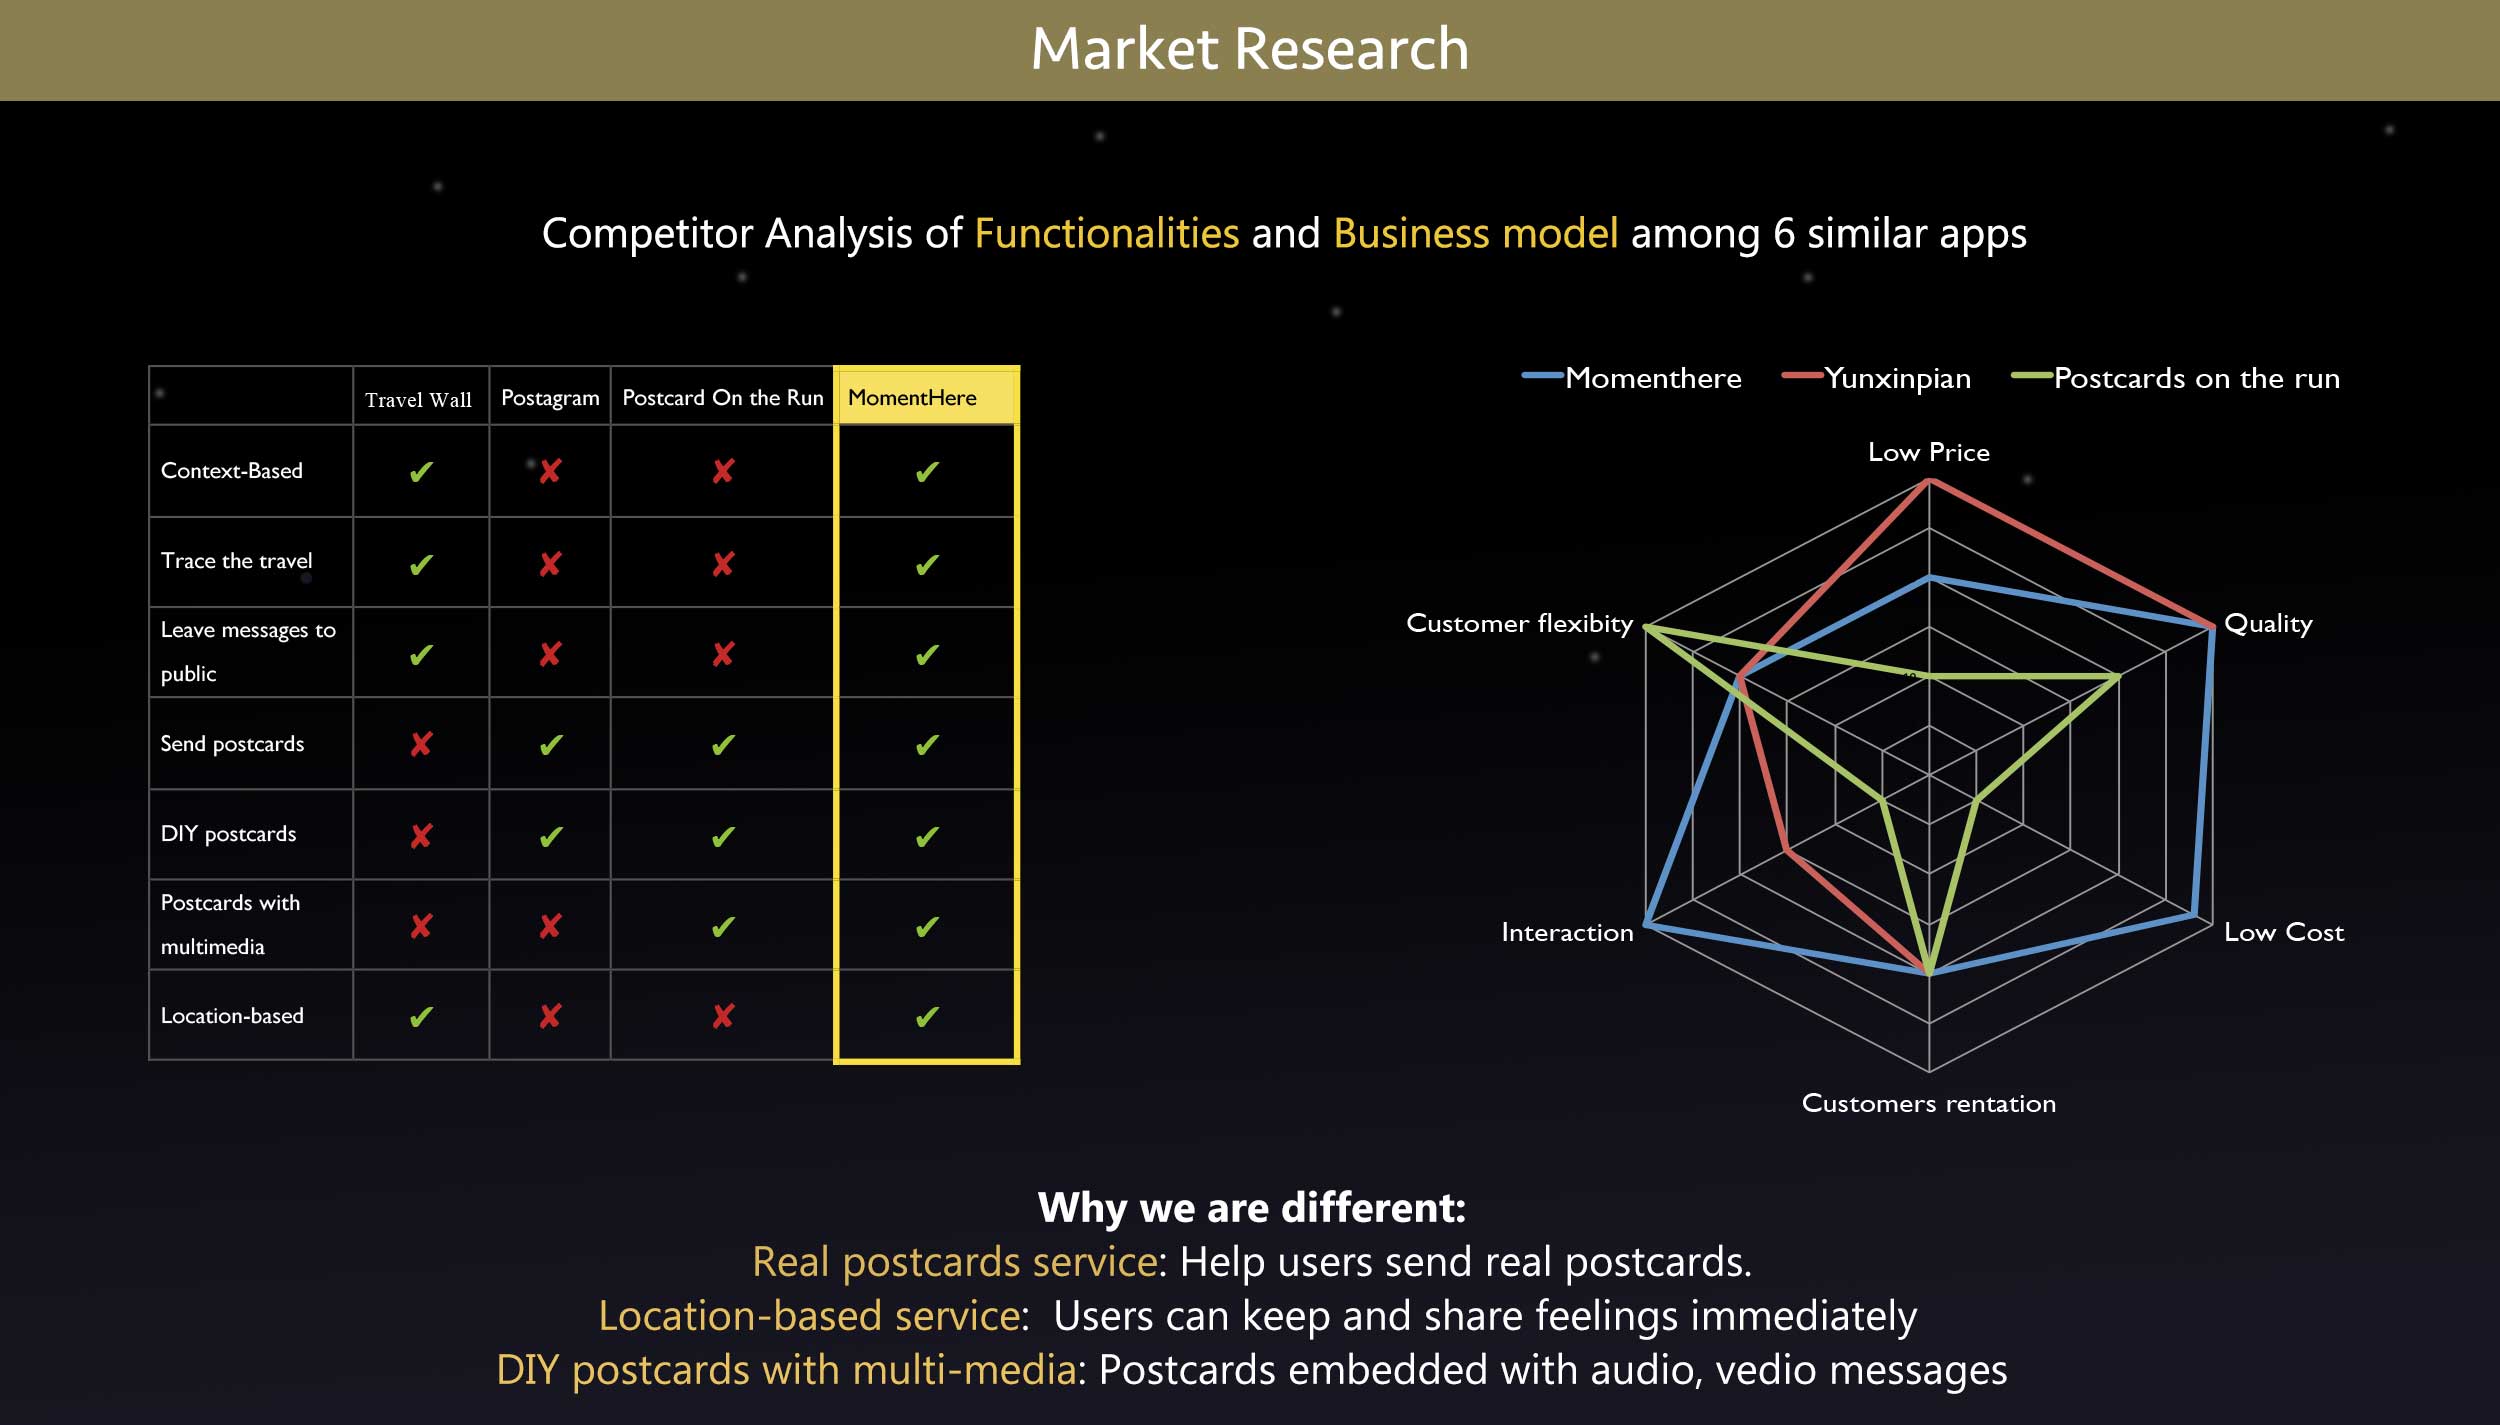 Market Research
Competitor Analysis of Functionalities and Business model among 6 similar apps
Travel Wall Postagram Postcard On the Run MomentHere
Context-Based ✔ ✘ ✘ ✔
Trace the travel ✔ ✘ ✘ ✔
Leave messages to
public ✔ ✘ ✘ ✔
Send postcards ✘ ✔ ✔ ✔
DIY postcards ✘ ✔ ✔ ✔
Postcards with
multimedia ✘ ✘ ✔ ✔
Location-based ✔ ✘ ✘ ✔
Momenthere Yunxinpian Postcards on the run
Low Price
Customer flexibity
Quality
Interaction
Low Cost
Customers rentation
Why we are different:
Real postcards service: Help users send real postcards.
Location-based service: Users can keep and share feelings immediately
DIY postcards with multi-media: Postcards embedded with audio, vedio messages